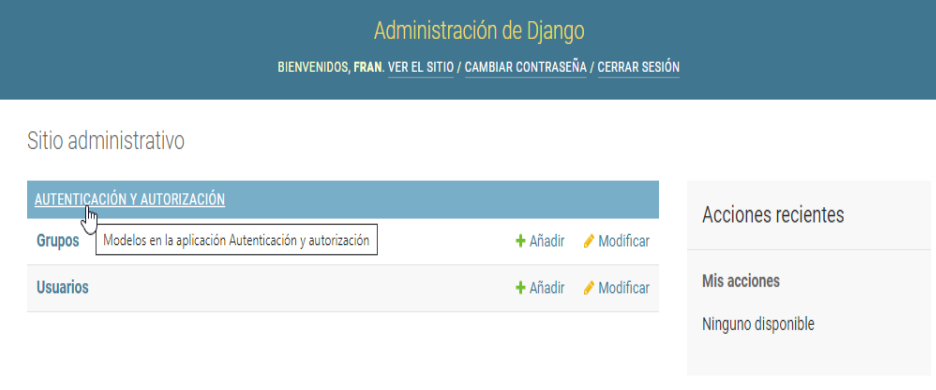 Administración de Django
BIENVENIDOS, FRAN. VER EL SITIO / CAMBIAR CONTRASEÑA / CERRAR SESIÓN
Sitio administrativo
AUTENTICACIÓN Y AUTORIZACIÓN
Grupos
Modelos en la aplicación Autenticación y autorización
Añadir Modificar
Usuarios Añadir Modificar
Acciones recientes
Mis acciones
Ninguno disponible